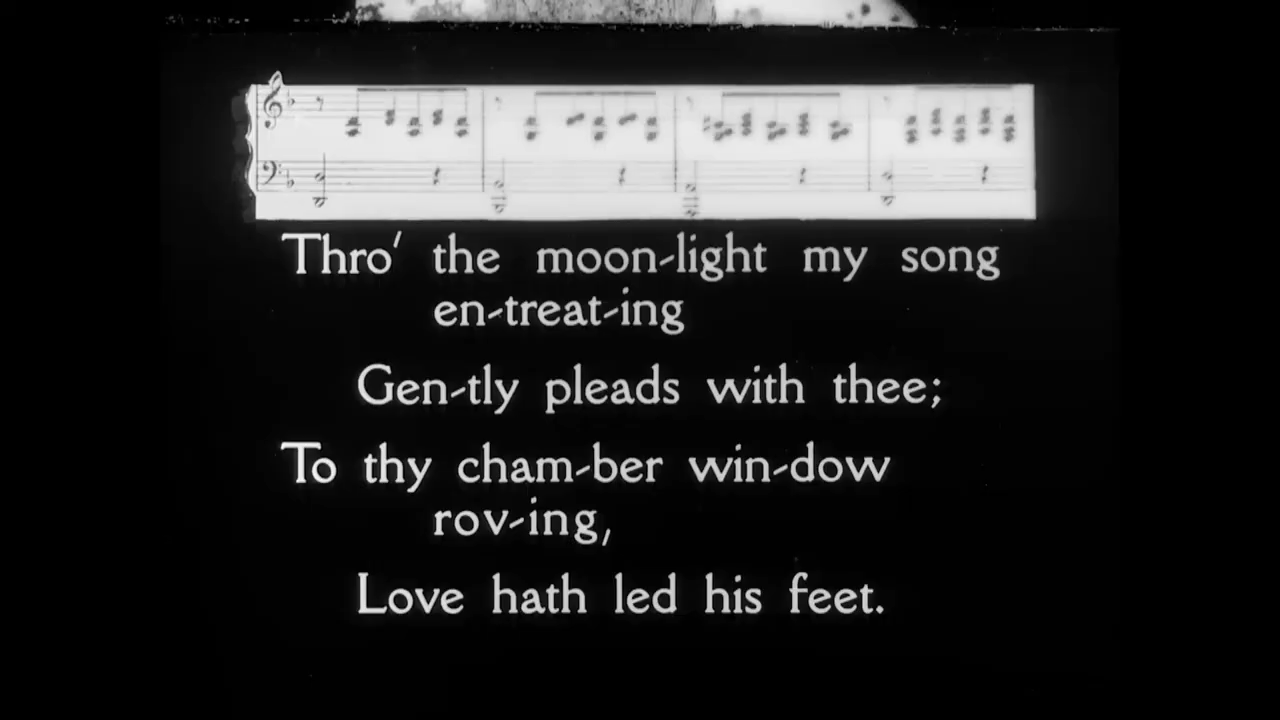 Thro' the moon-light my song
en-treat-ing
Gen-tly pleads with thee;
To thy cham-ber win-dow
rov-ing,
Love hath led his feet.